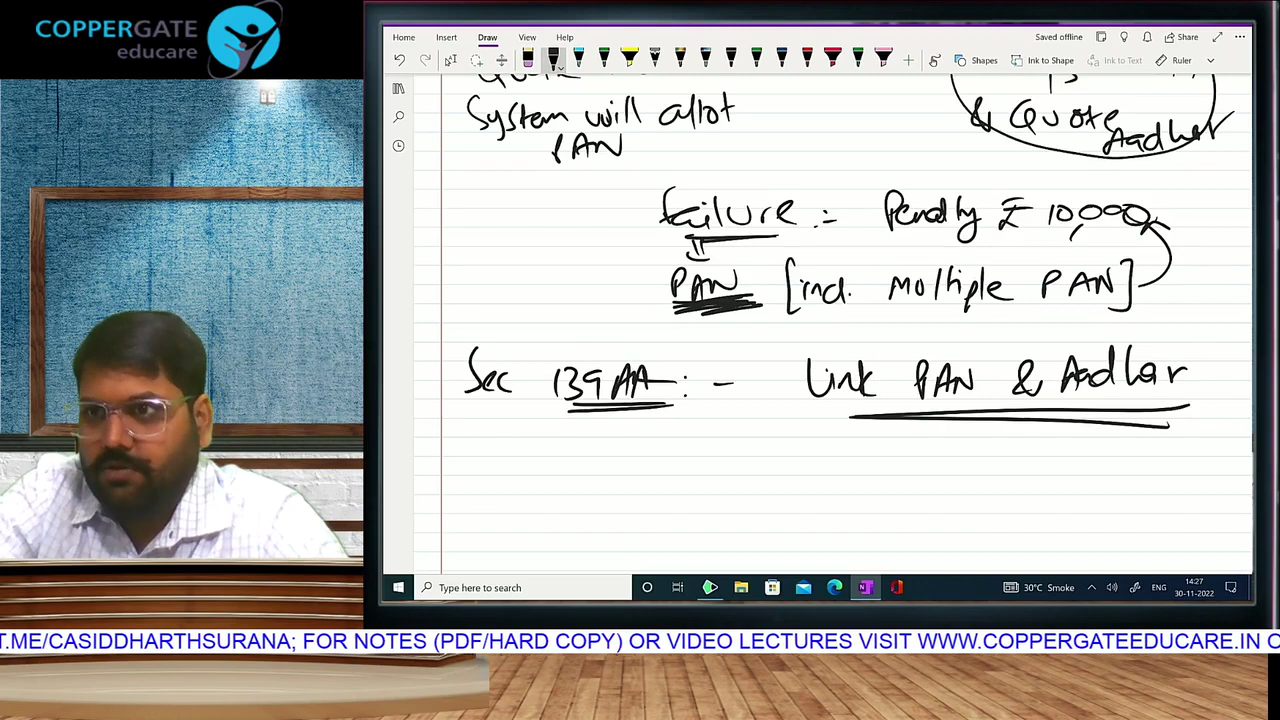 COPPERGATE
educare
Home Insert Draw View Help
Saved offline
Share
Shapes
Ink to Shape
Ink to Text
Ruler
System will allot
PAN
& Quote
Aadhar
failure :- Penalty ₹ 10,000
PAN [incl. Multiple PAN]
Sec 139AA :- Link PAN & Aadhar
Type here to search
30°C Smoke
ENG
14:27
30-11-2022
T.ME/CASIDDHARTHSURANA; FOR NOTES (PDF/HARD COPY) OR VIDEO LECTURES VISIT WWW.COPPERGATEEDUCARE.IN